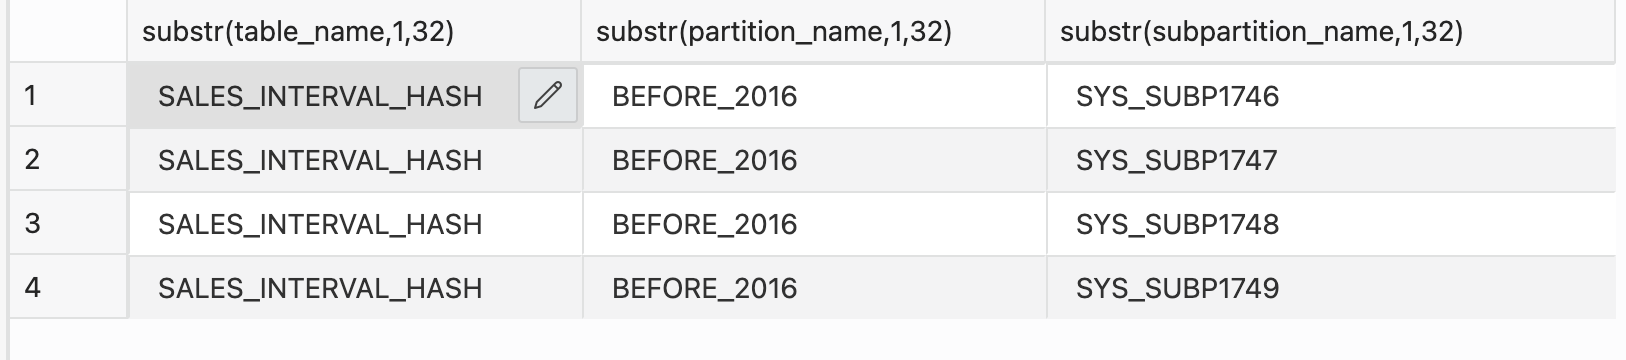 substr(table_name,1,32) substr(partition_name,1,32) substr(subpartition_name,1,32)
1 SALES_INTERVAL_HASH BEFORE_2016 SYS_SUBP1746
2 SALES_INTERVAL_HASH BEFORE_2016 SYS_SUBP1747
3 SALES_INTERVAL_HASH BEFORE_2016 SYS_SUBP1748
4 SALES_INTERVAL_HASH BEFORE_2016 SYS_SUBP1749